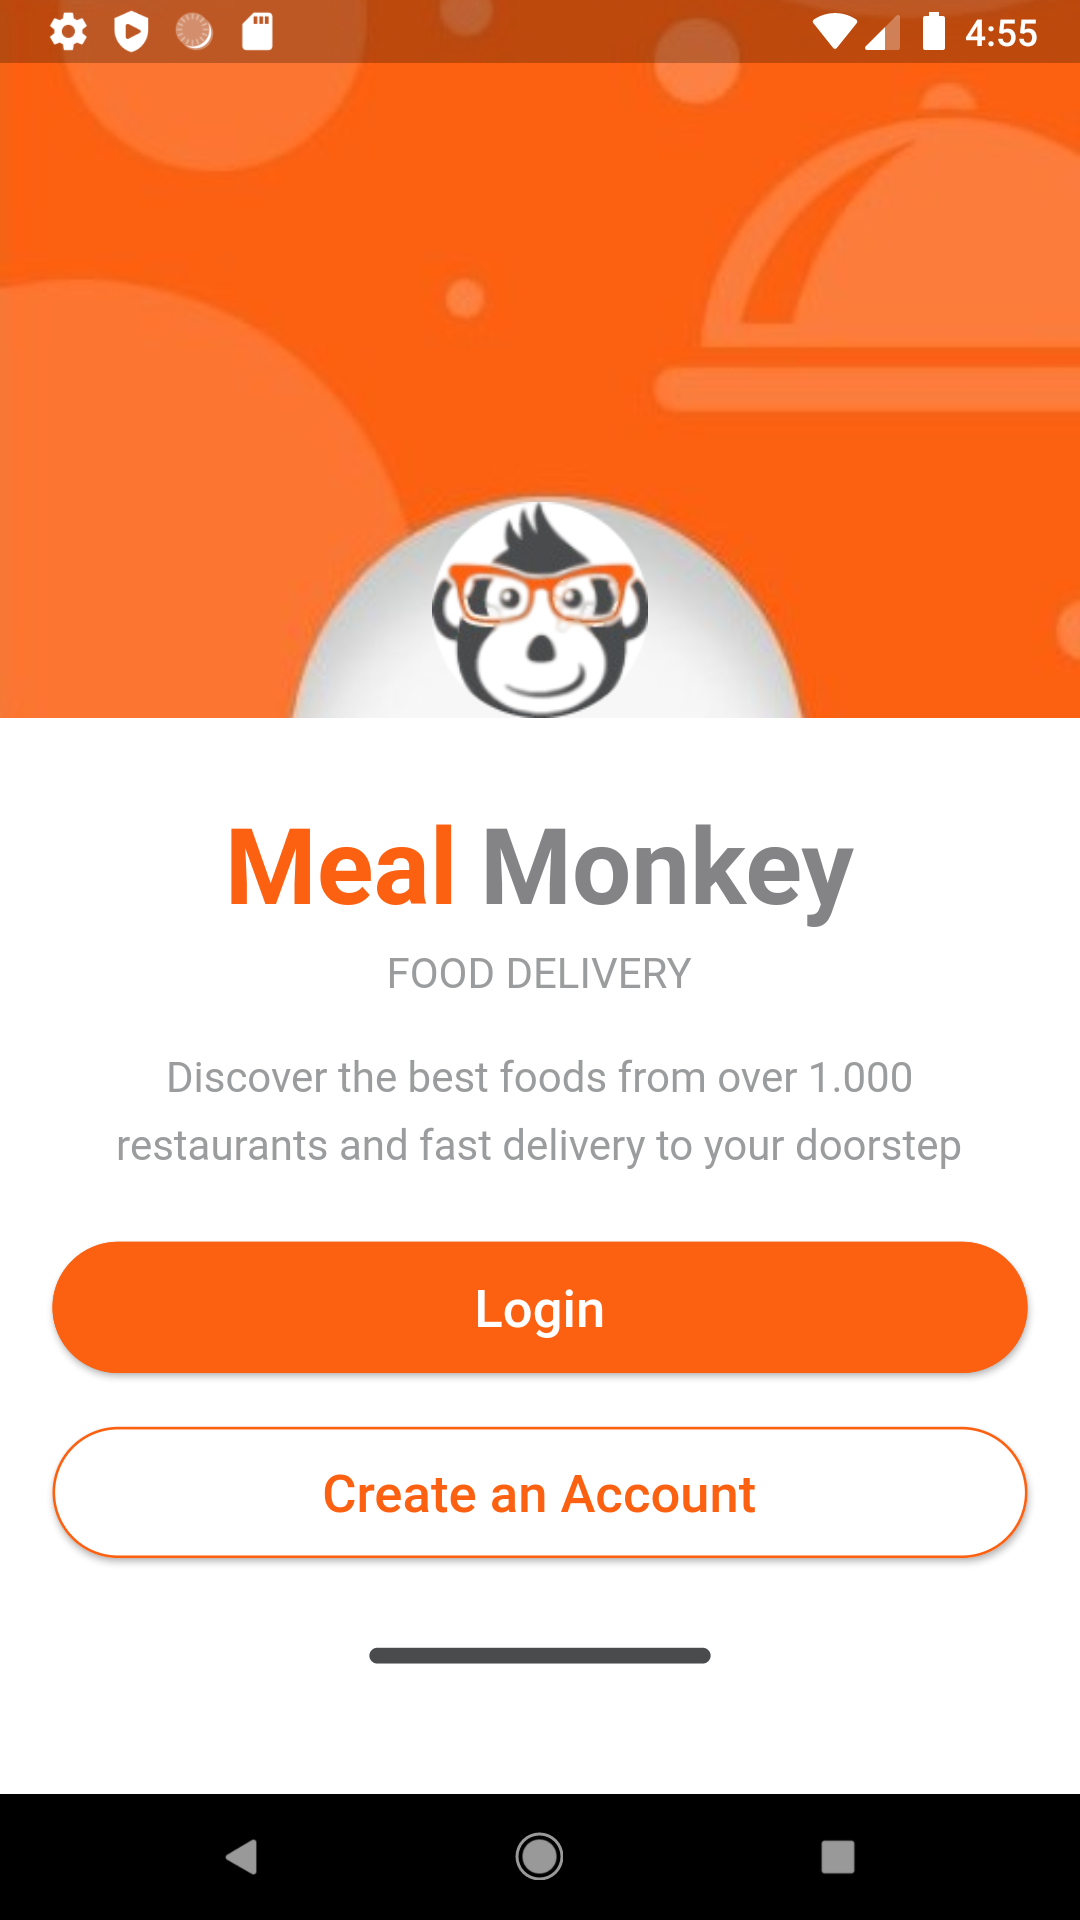 4:55
Meal Monkey
FOOD DELIVERY
Discover the best foods from over 1.000
restaurants and fast delivery to your doorstep
Login
Create an Account